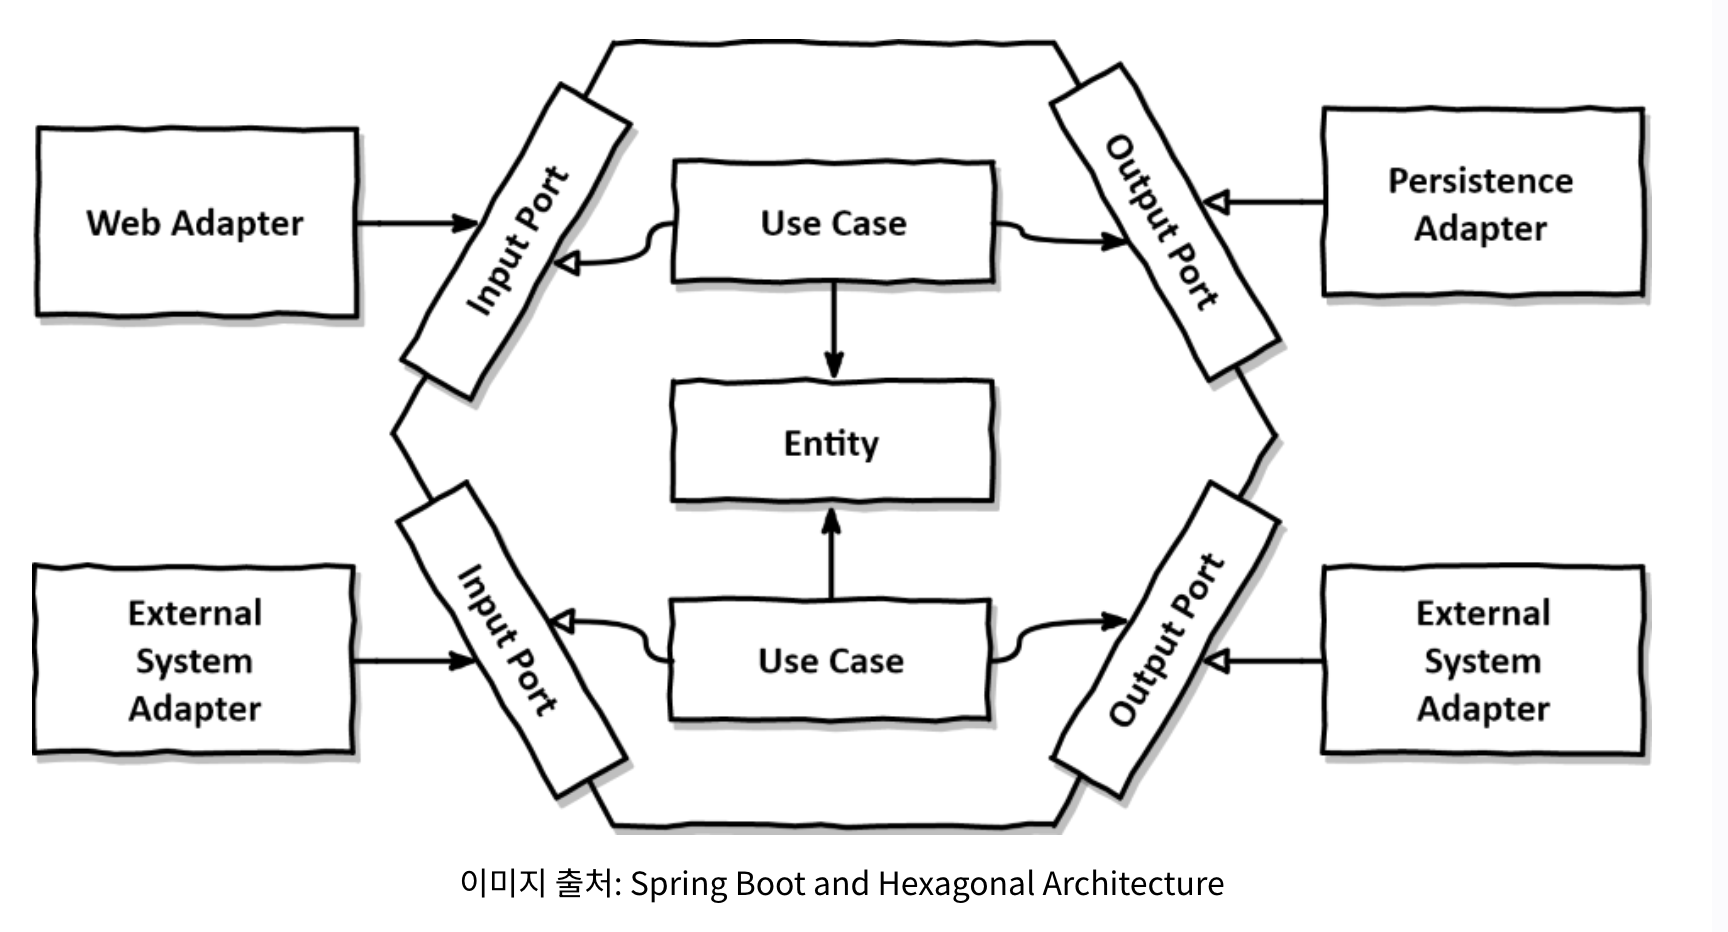 Web Adapter
Input Port
Use Case
Output Port
Persistence
Adapter
Entity
External
System
Adapter
Input Port
Use Case
Output Port
External
System
Adapter
이미지 출처: Spring Boot and Hexagonal Architecture